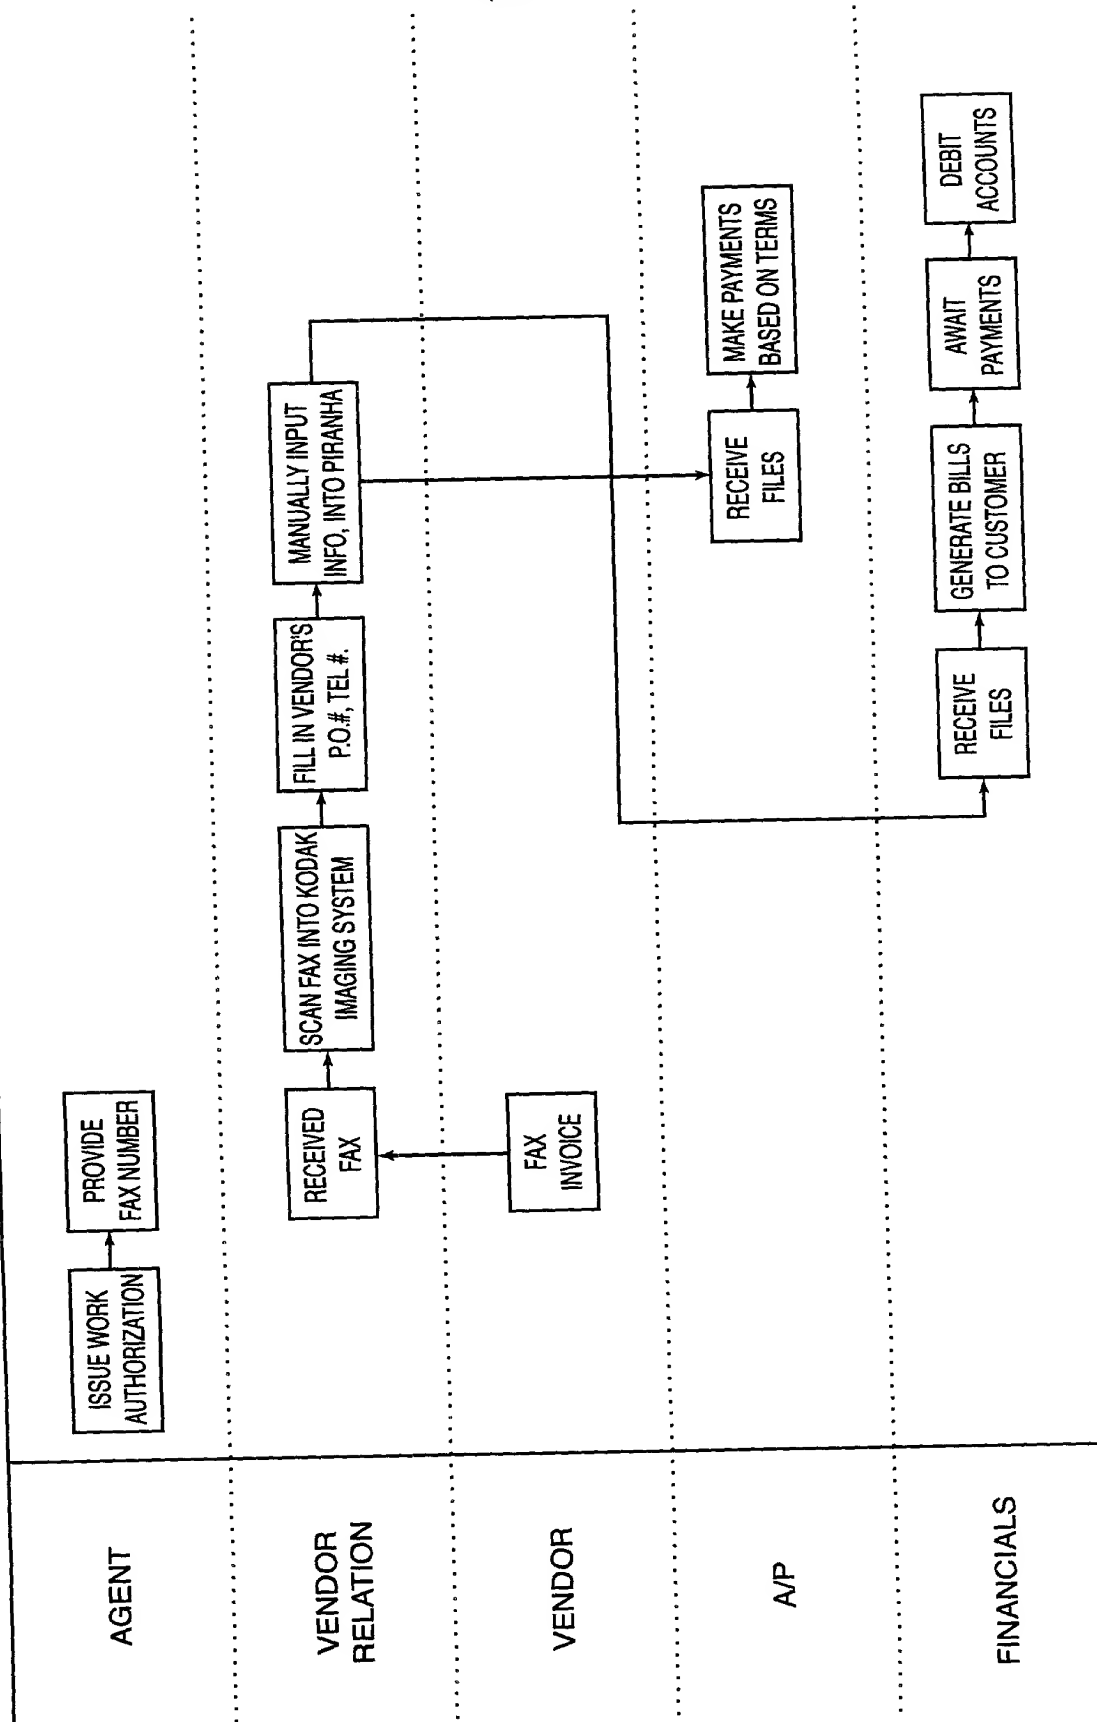 AGENT
ISSUE WORK
AUTHORIZATION
PROVIDE
FAX NUMBER
VENDOR
RELATION
RECEIVED
FAX
SCAN FAX INTO KODAK
IMAGING SYSTEM
FILL IN VENDOR'S
P.O.#, TEL #.
MANUALLY INPUT
INFO, INTO PIRANHA
VENDOR
FAX
INVOICE
A/P
RECEIVE
FILES
MAKE PAYMENTS
BASED ON TERMS
FINANCIALS
RECEIVE
FILES
GENERATE BILLS
TO CUSTOMER
AWAIT
PAYMENTS
DEBIT
ACCOUNTS